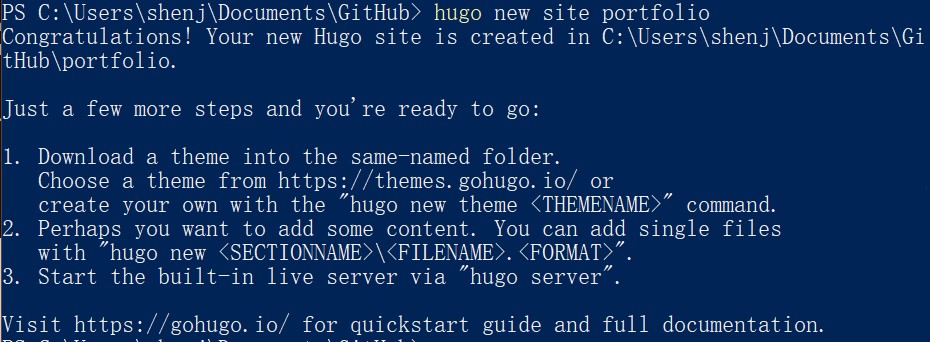 PS C:\Users\shenj\Documents\GitHub> hugo new site portfolio
Congratulations! Your new Hugo site is created in C:\Users\shenj\Documents\Gi
tHub\portfolio.
Just a few more steps and you're ready to go:
1. Download a theme into the same-named folder.
Choose a theme from https://themes.gohugo.io/ or
create your own with the "hugo new theme <THEMENAME>" command.
2. Perhaps you want to add some content. You can add single files
with "hugo new <SECTIONNAME>\<FILENAME>.<FORMAT>".
3. Start the built-in live server via "hugo server".
Visit https://gohugo.io/ for quickstart guide and full documentation.